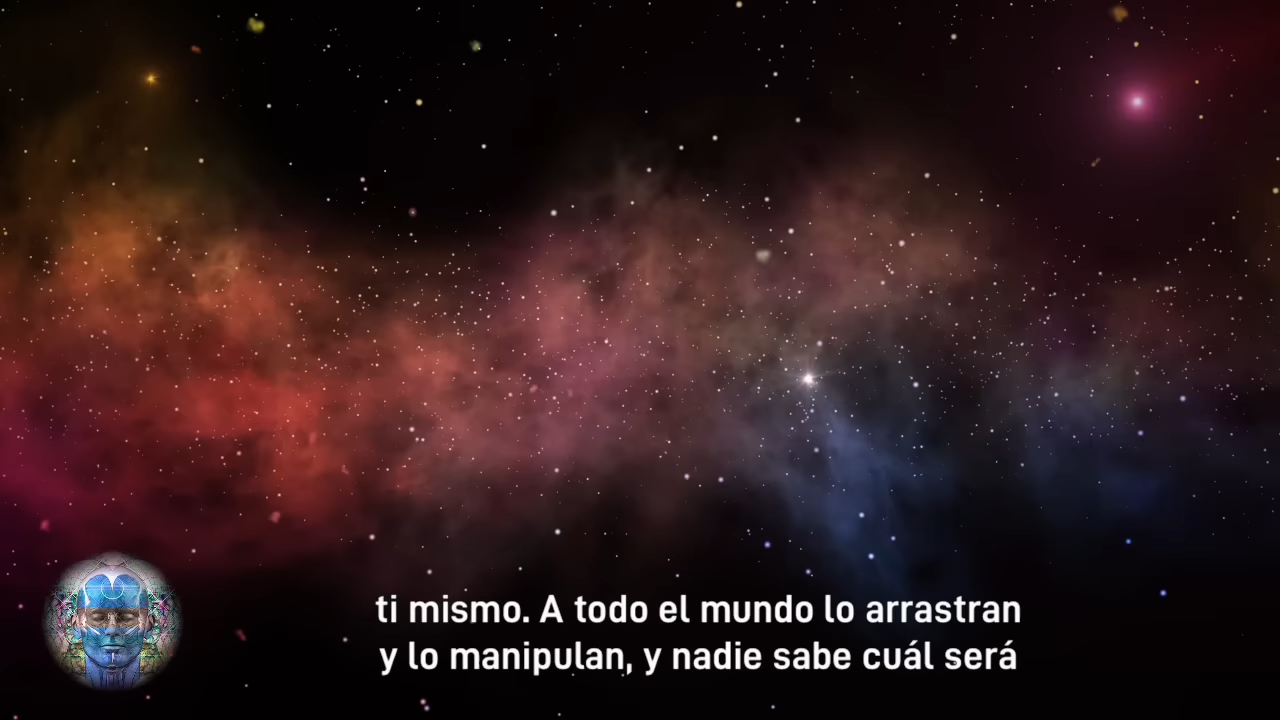 ti mismo. A todo el mundo lo arrastran
y lo manipulan, y nadie sabe cuál será